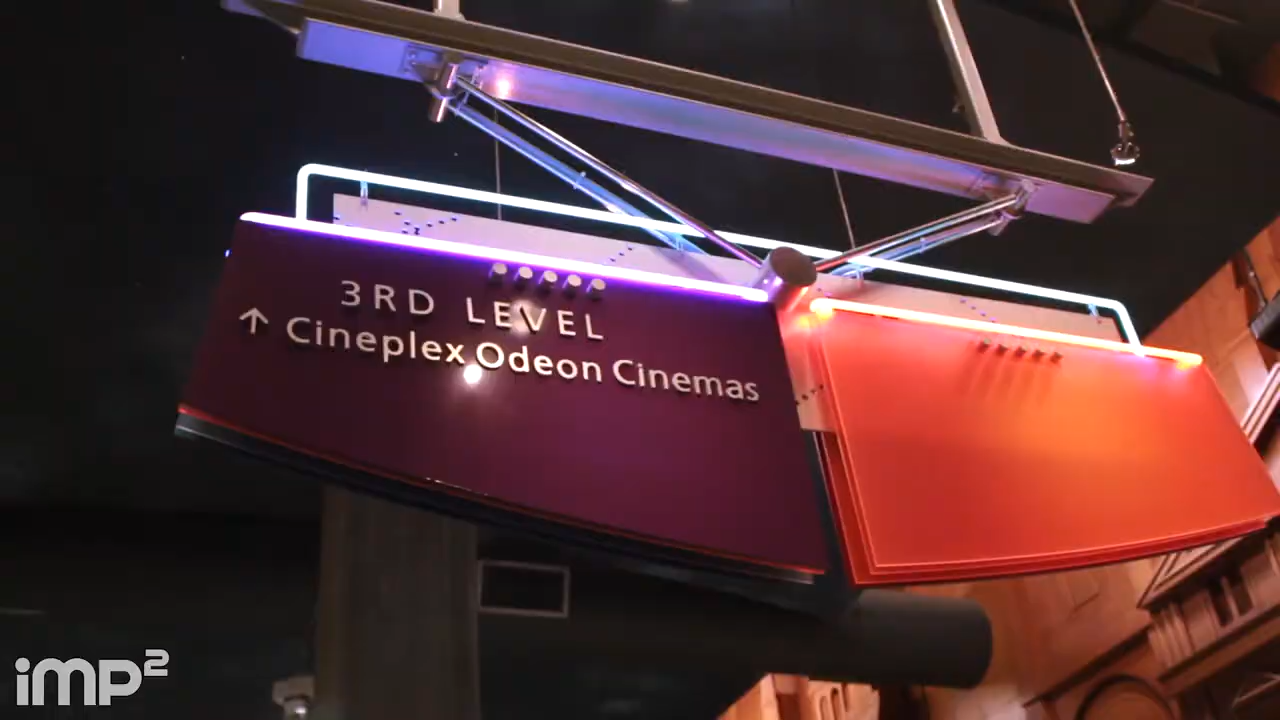 3RD LEVEL
↑ Cineplex Odeon Cinemas
imp²